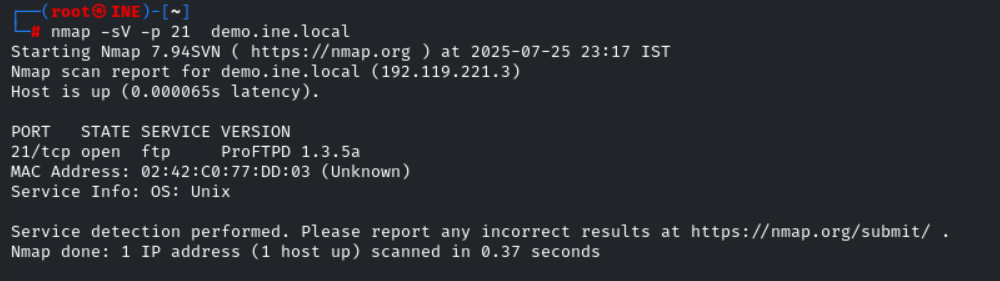 ┌──(root㉿INE)-[~]
└─# nmap -sV -p 21  demo.ine.local
Starting Nmap 7.94SVN ( https://nmap.org ) at 2025-07-25 23:17 IST
Nmap scan report for demo.ine.local (192.119.221.3)
Host is up (0.000065s latency).

PORT   STATE SERVICE VERSION
21/tcp open  ftp     ProFTPD 1.3.5a
MAC Address: 02:42:C0:77:DD:03 (Unknown)
Service Info: OS: Unix

Service detection performed. Please report any incorrect results at https://nmap.org/submit/ .
Nmap done: 1 IP address (1 host up) scanned in 0.37 seconds